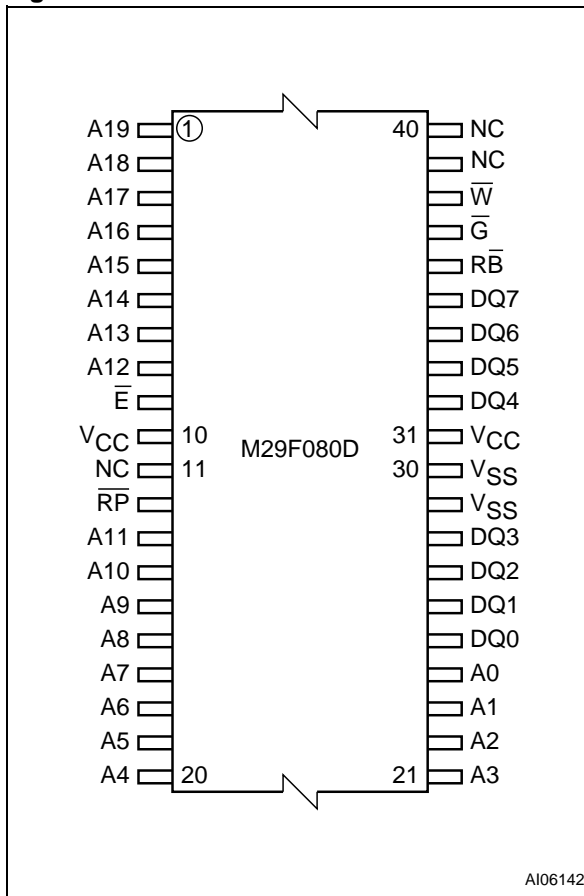 A19 1 40 NC
A18 NC
A17 W̅
A16 G̅
A15 RB̅
A14 DQ7
A13 DQ6
A12 DQ5
E̅ DQ4
VCC 10 M29F080D 31 VCC
NC 11 30 VSS
R̅P̅ VSS
A11 DQ3
A10 DQ2
A9 DQ1
A8 DQ0
A7 A0
A6 A1
A5 A2
A4 20 21 A3
AI06142